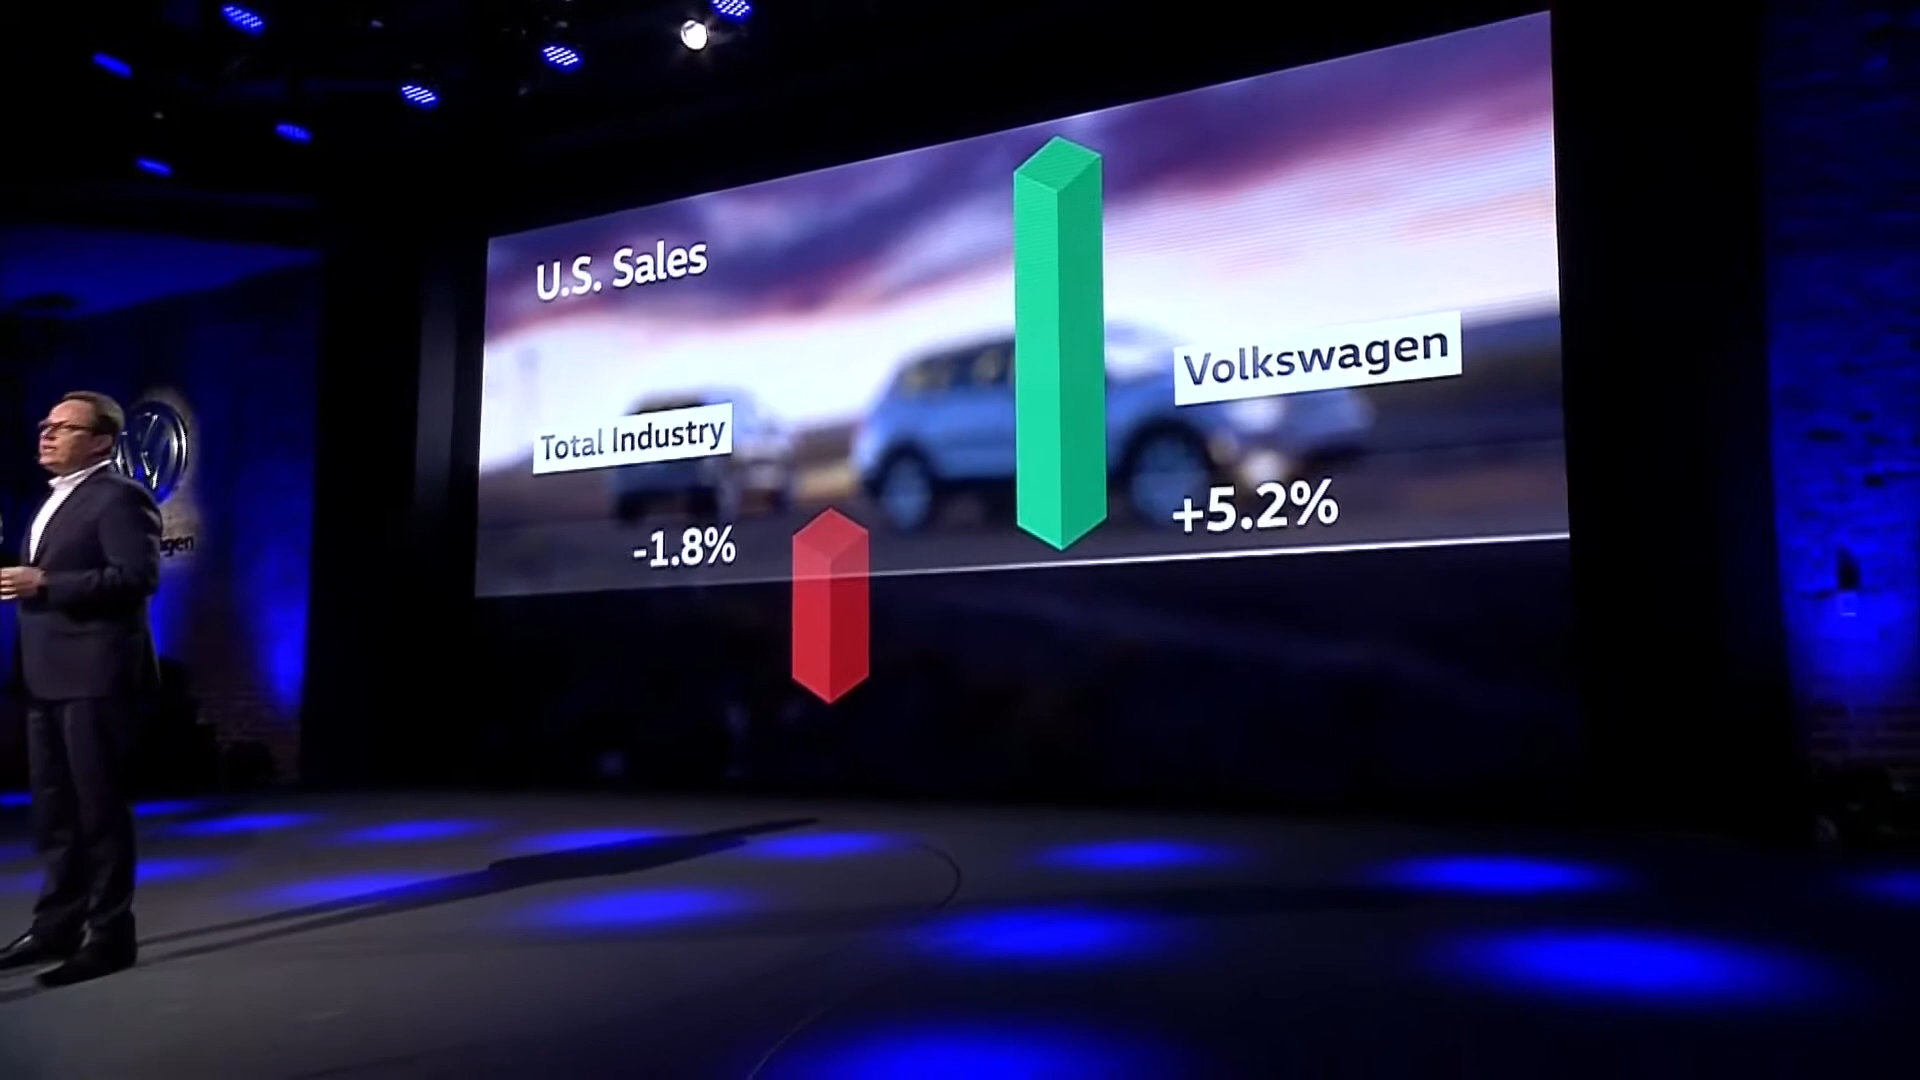 U.S. Sales
Total Industry
-1.8%
Volkswagen
+5.2%